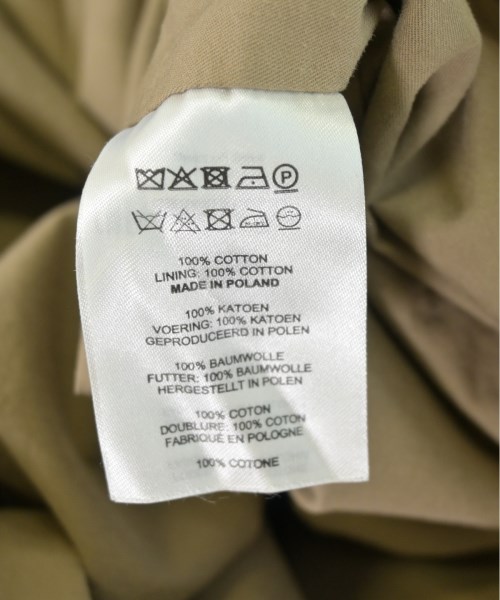 P
100% COTTON
LINING: 100% COTTON
MADE IN POLAND
100% KATOEN
VOERING: 100% KATOEN
GEPRODUCEERD IN POLEN
100% BAUMWOLLE
FUTTER: 100% BAUMWOLLE
HERGESTELLT IN POLEN
100% COTON
DOUBLURE: 100% COTON
FABRIQUÉ EN POLOGNE
100% COTONE